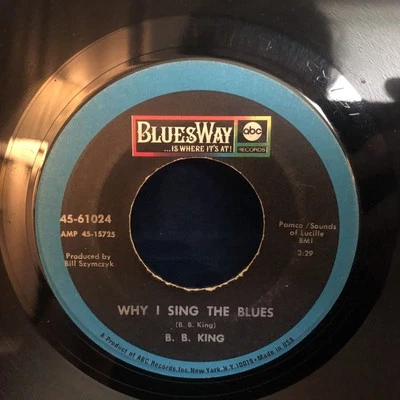 BLUESWAY
...IS WHERE IT'S AT!
abc
RECORDS
45-61024
AMP 45-15725
Produced by
Bill Szymczyk
Pamco/Sounds
of Lucille
BMI
3:29
WHY I SING THE BLUES
(B. B. King)
B. B. KING
A Product of ABC Records, Inc. New York, N.Y. 10019 • Made in U.S.A.